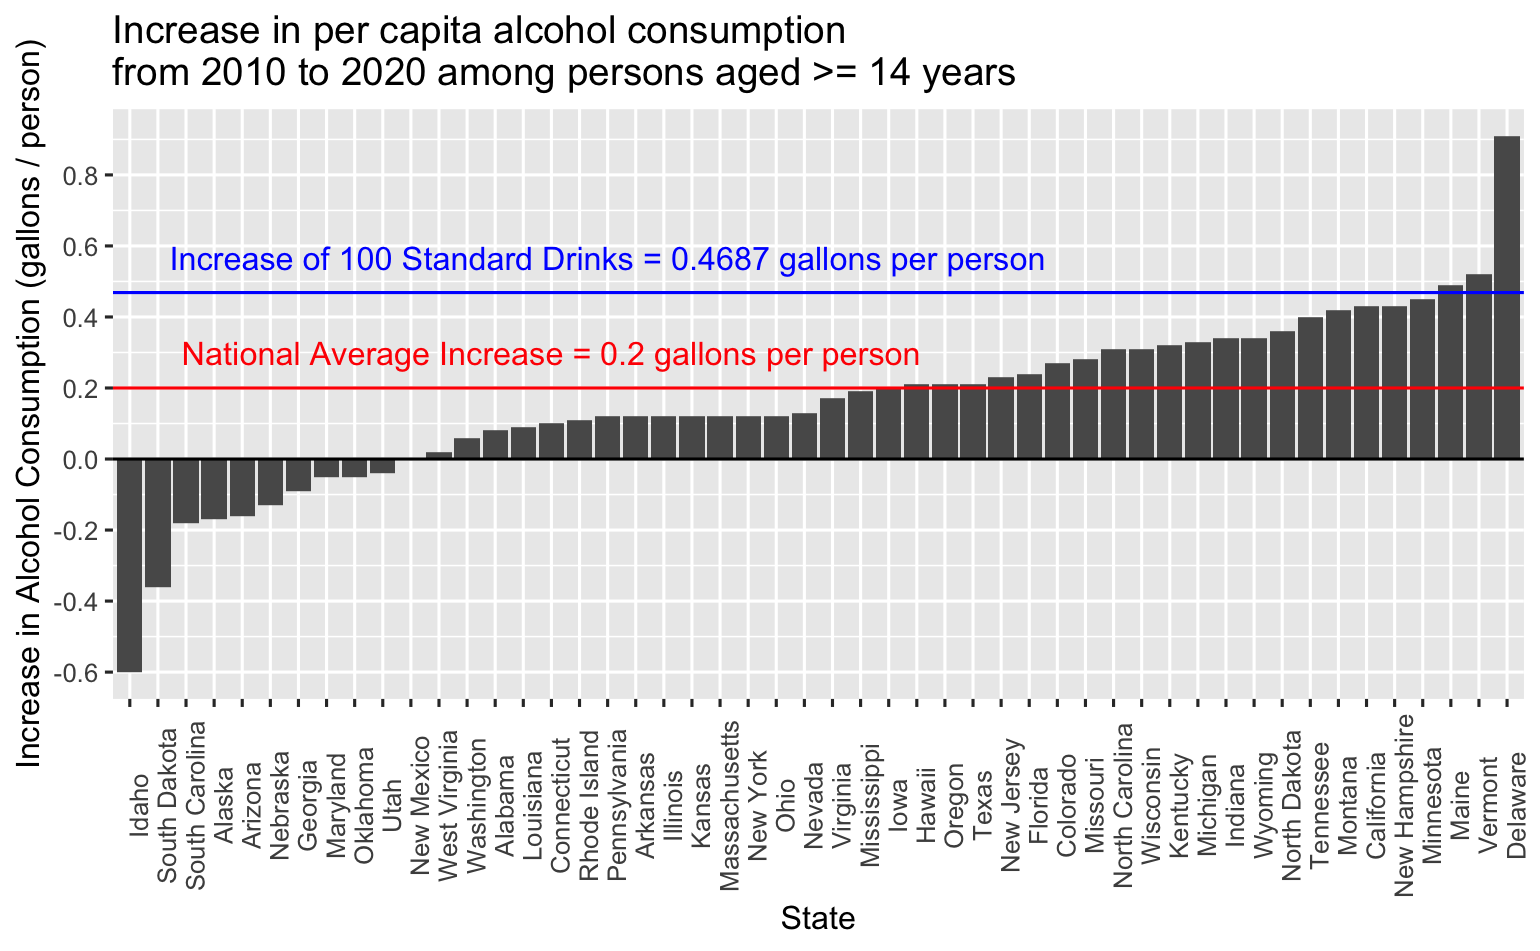 Increase in per capita alcohol consumption
from 2010 to 2020 among persons aged >= 14 years
Increase in Alcohol Consumption (gallons / person)
0.8
0.6
0.4
0.2
0.0
-0.2
-0.4
-0.6
Increase of 100 Standard Drinks = 0.4687 gallons per person
National Average Increase = 0.2 gallons per person
Idaho
South Dakota
South Carolina
Alaska
Arizona
Nebraska
Georgia
Maryland
Oklahoma
Utah
New Mexico
West Virginia
Washington
Alabama
Louisiana
Connecticut
Rhode Island
Pennsylvania
Arkansas
Illinois
Kansas
Massachusetts
New York
Ohio
Nevada
Virginia
Mississippi
Iowa
Hawaii
Oregon
Texas
New Jersey
Florida
Colorado
Missouri
North Carolina
Wisconsin
Kentucky
Michigan
Indiana
Wyoming
North Dakota
Tennessee
Montana
California
New Hampshire
Minnesota
Maine
Vermont
Delaware
State